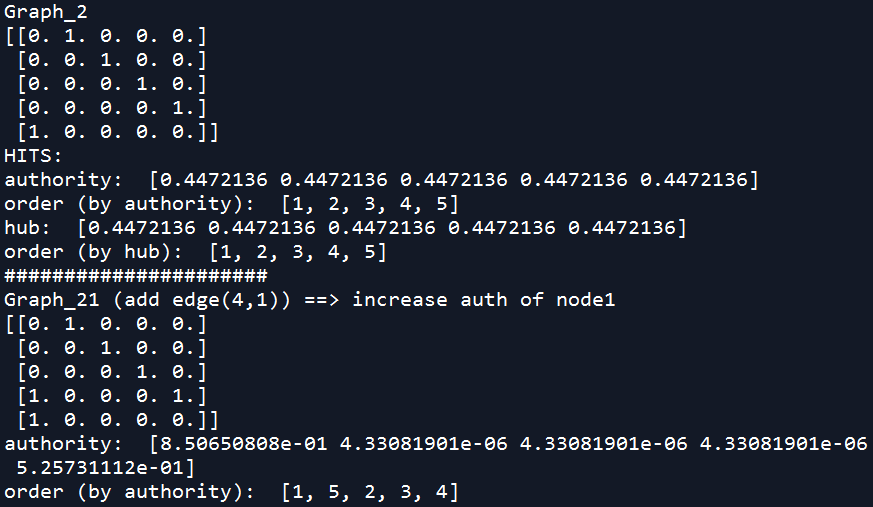 Graph_2
[[0. 1. 0. 0. 0.]
 [0. 0. 1. 0. 0.]
 [0. 0. 0. 1. 0.]
 [0. 0. 0. 0. 1.]
 [1. 0. 0. 0. 0.]]
HITS:
authority:  [0.4472136 0.4472136 0.4472136 0.4472136 0.4472136]
order (by authority):  [1, 2, 3, 4, 5]
hub:  [0.4472136 0.4472136 0.4472136 0.4472136 0.4472136]
order (by hub):  [1, 2, 3, 4, 5]
######################
Graph_21 (add edge(4,1)) ==> increase auth of node1
[[0. 1. 0. 0. 0.]
 [0. 0. 1. 0. 0.]
 [0. 0. 0. 1. 0.]
 [1. 0. 0. 0. 1.]
 [1. 0. 0. 0. 0.]]
authority:  [8.50650808e-01 4.33081901e-06 4.33081901e-06 4.33081901e-06
 5.25731112e-01]
order (by authority):  [1, 5, 2, 3, 4]